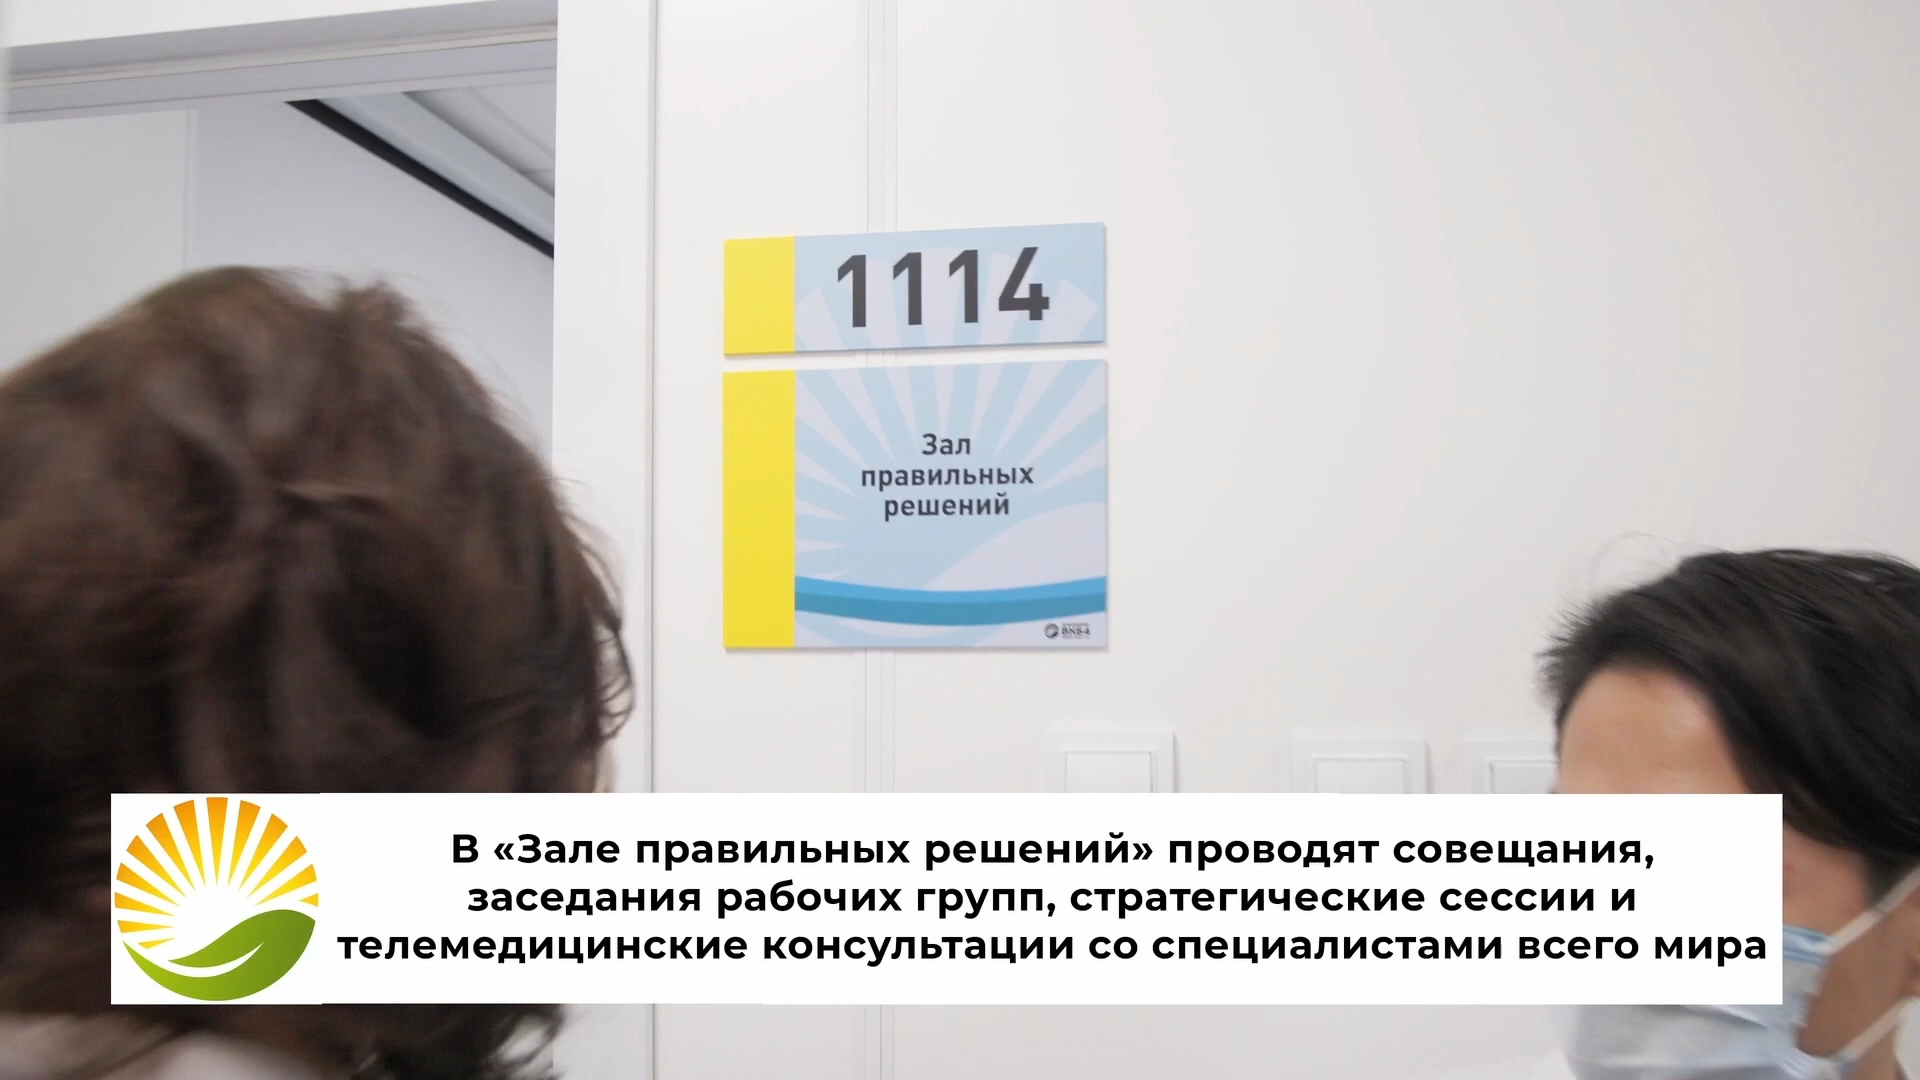 1114
Зал
правильных
решений
В «Зале правильных решений» проводят совещания,
заседания рабочих групп, стратегические сессии и
телемедицинские консультации со специалистами всего мира